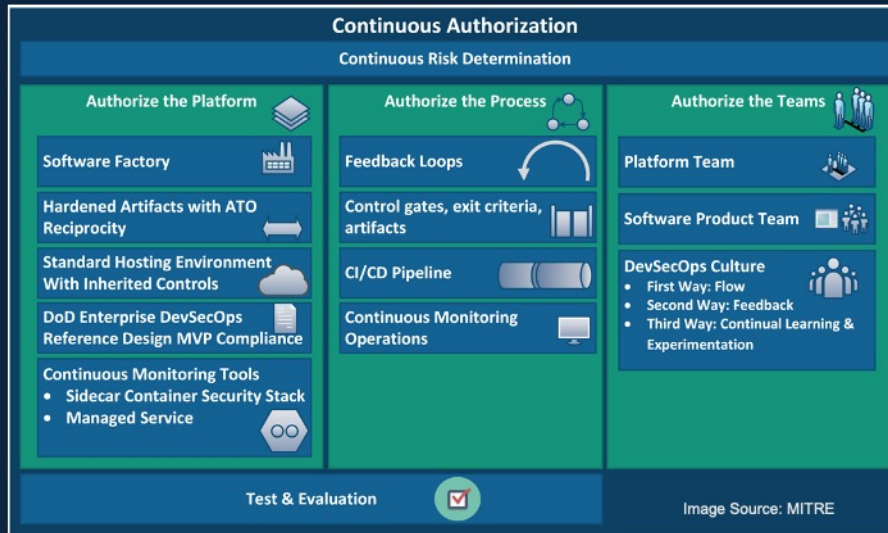 Continuous Authorization
Continuous Risk Determination
Authorize the Platform
Software Factory
Hardened Artifacts with ATO
Reciprocity
Standard Hosting Environment
With Inherited Controls
DoD Enterprise DevSecOps
Reference Design MVP Compliance
Continuous Monitoring Tools
• Sidecar Container Security Stack
• Managed Service
Authorize the Process
Feedback Loops
Control gates, exit criteria,
artifacts
CI/CD Pipeline
Continuous Monitoring
Operations
Authorize the Teams
Platform Team
Software Product Team
DevSecOps Culture
• First Way: Flow
• Second Way: Feedback
• Third Way: Continual Learning &
Experimentation
Test & Evaluation
Image Source: MITRE